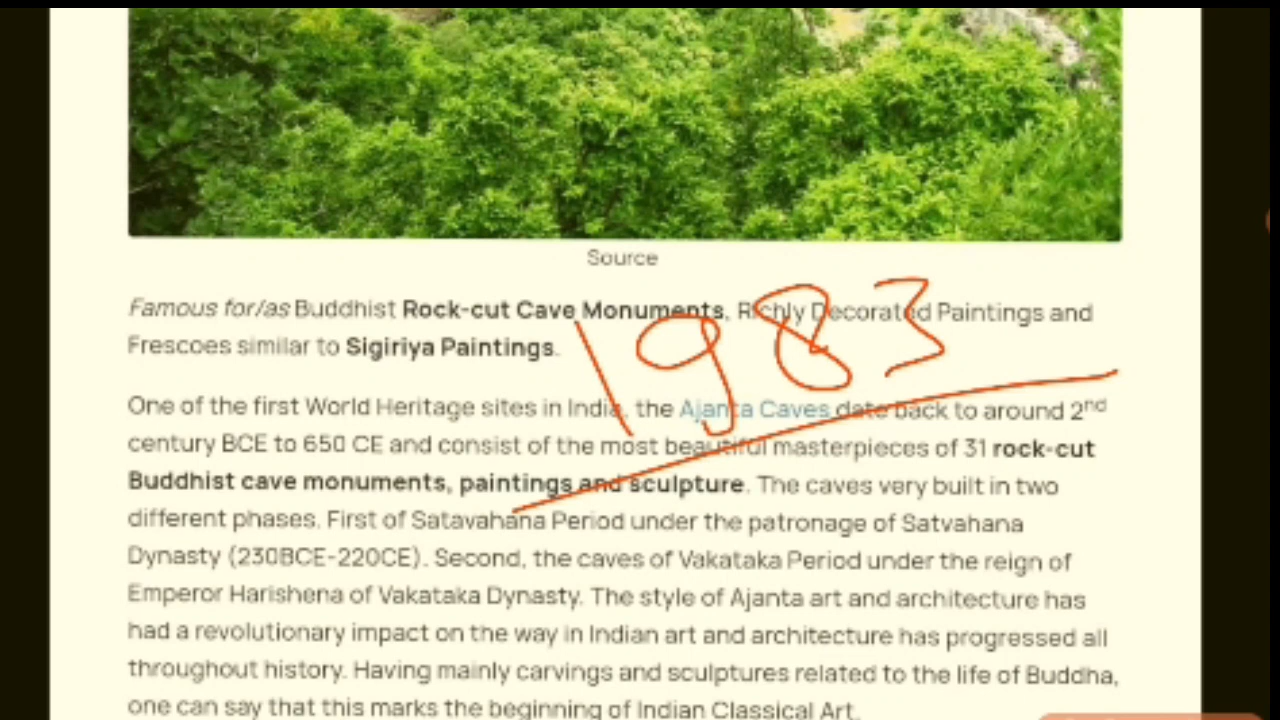 Source
1983
Famous for/as Buddhist Rock-cut Cave Monuments, Richly Decorated Paintings and
Frescoes similar to Sigiriya Paintings.
One of the first World Heritage sites in India, the Ajanta Caves date back to around 2nd
century BCE to 650 CE and consist of the most beautiful masterpieces of 31 rock-cut
Buddhist cave monuments, paintings and sculpture. The caves very built in two
different phases. First of Satavahana Period under the patronage of Satvahana
Dynasty (230BCE-220CE). Second, the caves of Vakataka Period under the reign of
Emperor Harishena of Vakataka Dynasty. The style of Ajanta art and architecture has
had a revolutionary impact on the way in Indian art and architecture has progressed all
throughout history. Having mainly carvings and sculptures related to the life of Buddha,
one can say that this marks the beginning of Indian Classical Art.